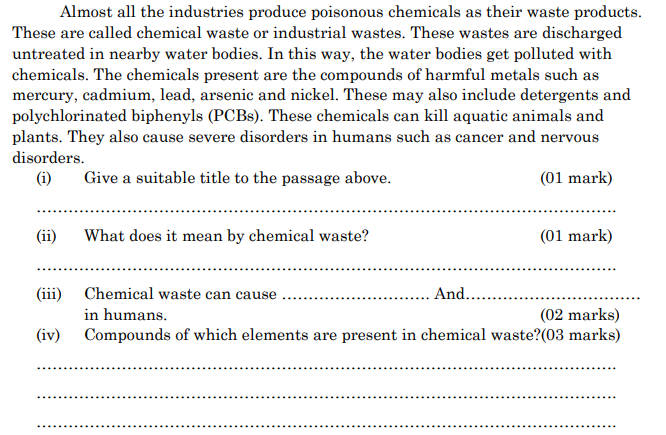 Almost all the industries produce poisonous chemicals as their waste products.
These are called chemical waste or industrial wastes. These wastes are discharged
untreated in nearby water bodies. In this way, the water bodies get polluted with
chemicals. The chemicals present are the compounds of harmful metals such as
mercury, cadmium, lead, arsenic and nickel. These may also include detergents and
polychlorinated biphenyls (PCBs). These chemicals can kill aquatic animals and
plants. They also cause severe disorders in humans such as cancer and nervous
disorders.
(i) Give a suitable title to the passage above. (01 mark)
................................................................................................................
(ii) What does it mean by chemical waste? (01 mark)
................................................................................................................
(iii) Chemical waste can cause ............................ And.................................
in humans. (02 marks)
(iv) Compounds of which elements are present in chemical waste?(03 marks)
................................................................................................................
................................................................................................................
................................................................................................................